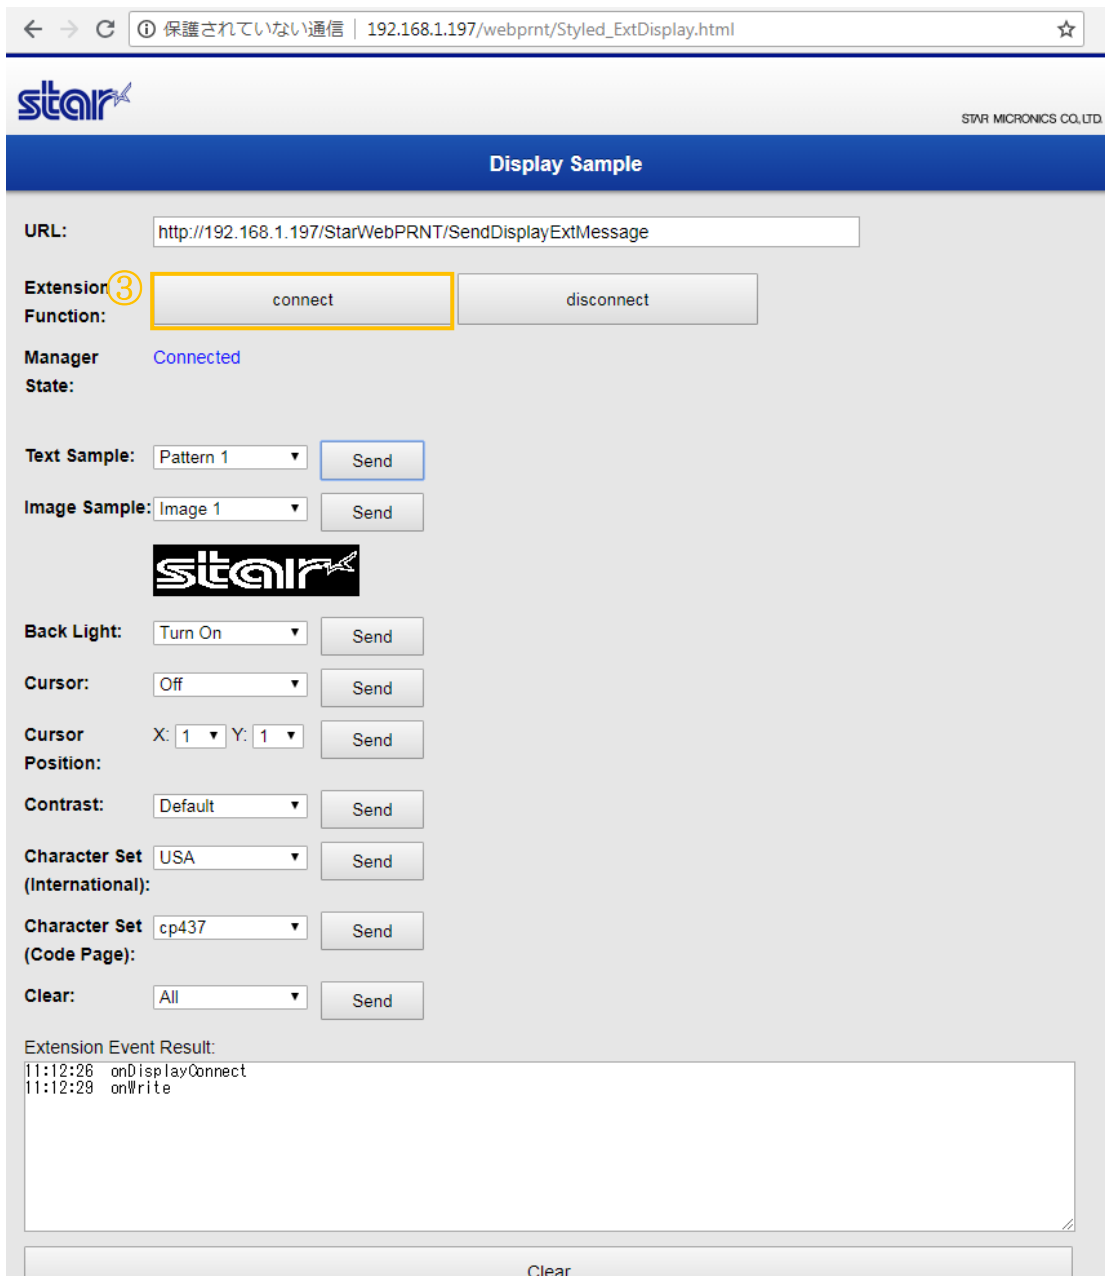 保護されていない通信 | 192.168.1.197/webprnt/Styled_ExtDisplay.html
star
STAR MICRONICS CO., LTD.
Display Sample
URL: http://192.168.1.197/StarWebPRNT/SendDisplayExtMessage
Extension Function: ③ connect disconnect
Manager State: Connected
Text Sample: Pattern 1 Send
Image Sample: Image 1 Send
star
Back Light: Turn On Send
Cursor: Off Send
Cursor Position: X: 1 Y: 1 Send
Contrast: Default Send
Character Set (International): USA Send
Character Set (Code Page): cp437 Send
Clear: All Send
Extension Event Result:
11:12:26 onDisplayConnect
11:12:29 onWrite
Clear